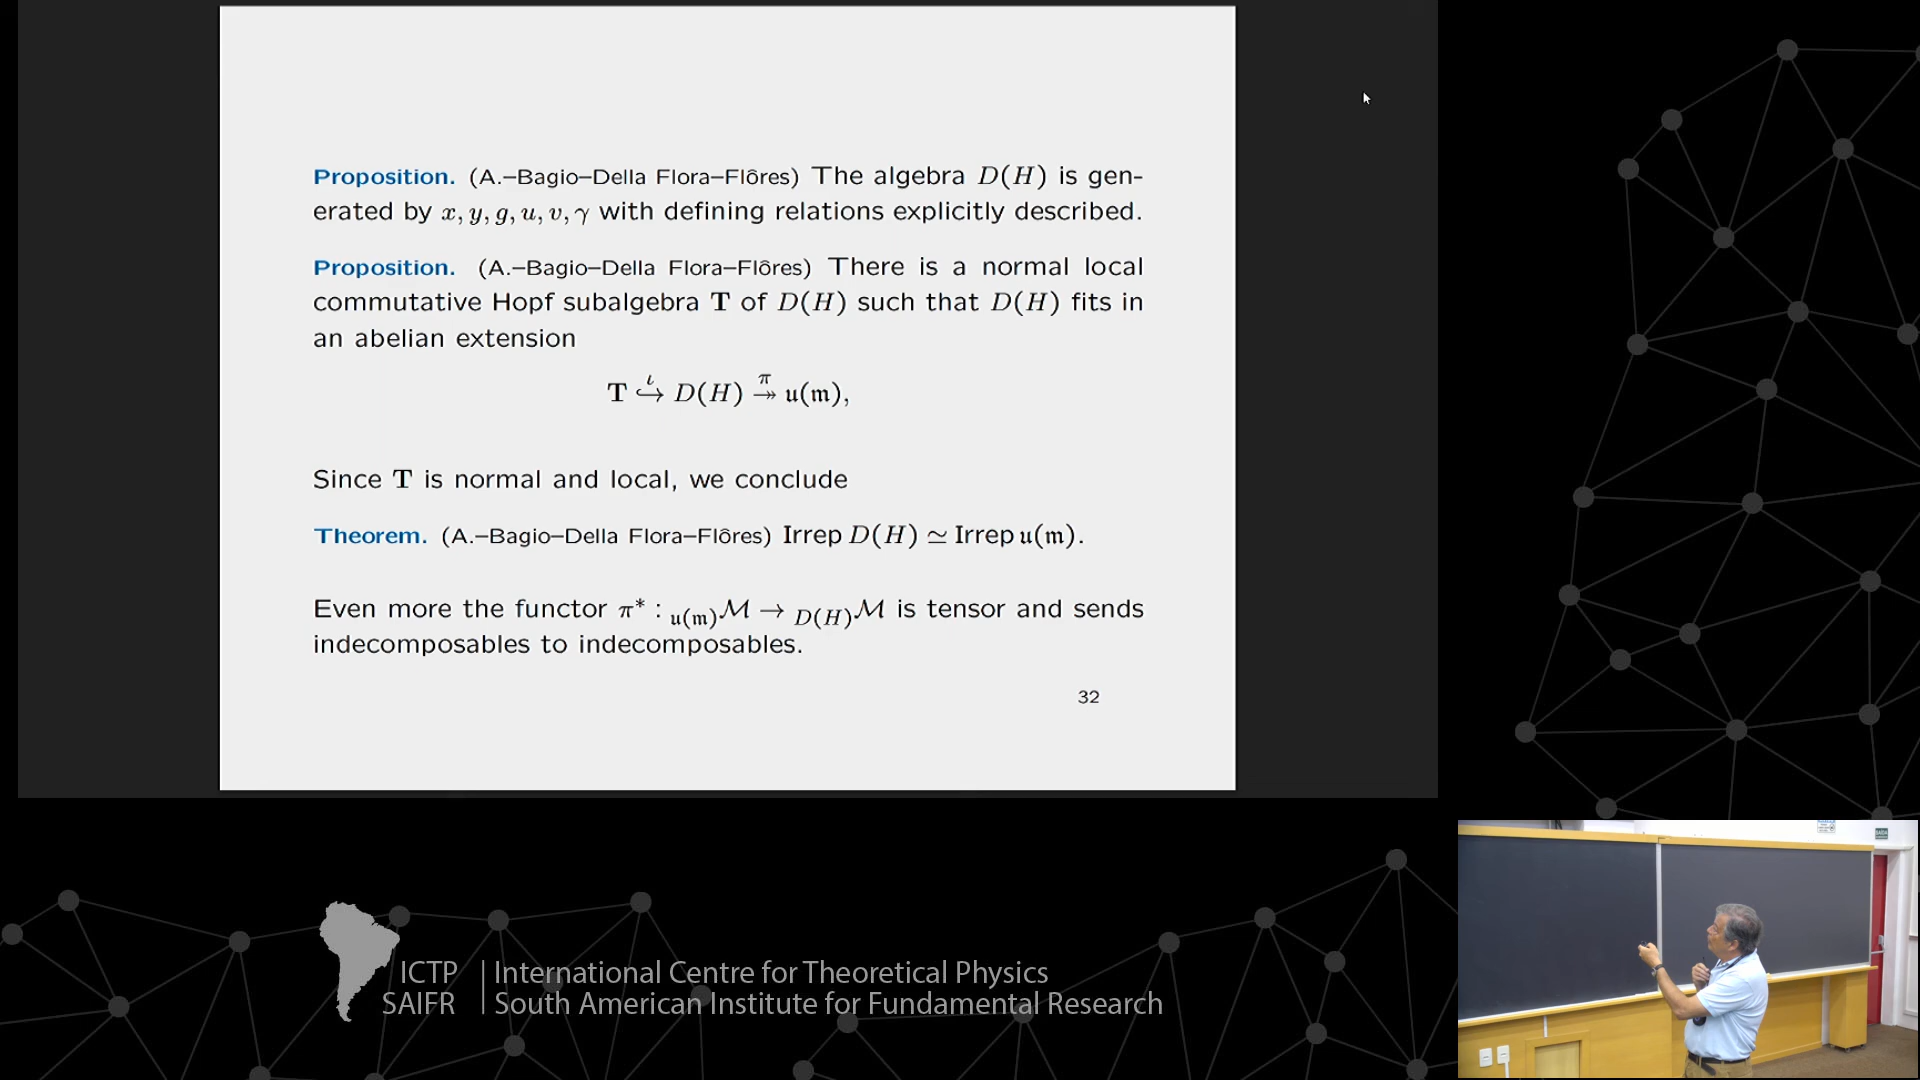 Proposition. (A.–Bagio–Della Flora–Flôres) The algebra D(H) is gen-
erated by x, y, g, u, v, γ with defining relations explicitly described.
Proposition. (A.–Bagio–Della Flora–Flôres) There is a normal local
commutative Hopf subalgebra T of D(H) such that D(H) fits in
an abelian extension
T ↪^ι D(H) ↠^π 𝔲(𝔪),
Since T is normal and local, we conclude
Theorem. (A.–Bagio–Della Flora–Flôres) Irrep D(H) ≃ Irrep 𝔲(𝔪).
Even more the functor π* : _{𝔲(𝔪)}ℳ → _{D(H)}ℳ is tensor and sends
indecomposables to indecomposables.
32
ICTP | International Centre for Theoretical Physics
SAIFR | South American Institute for Fundamental Research